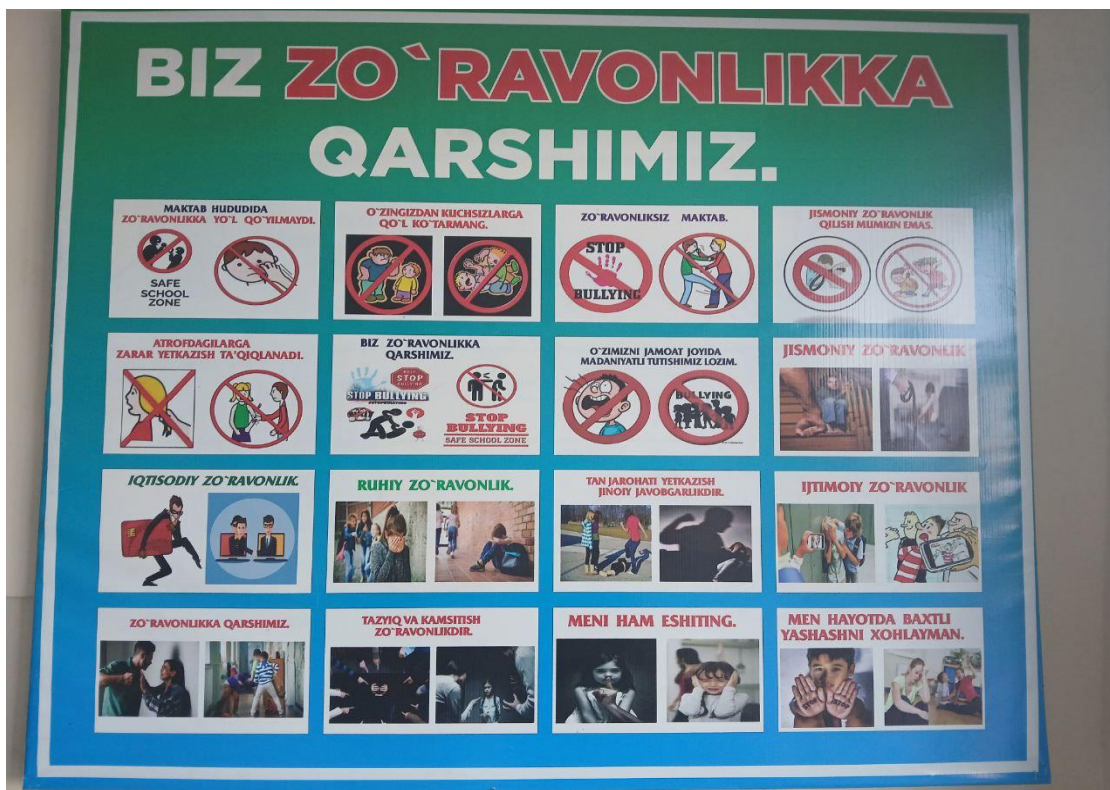 BIZ ZO`RAVONLIKKA
QARSHIMIZ.
MAKTAB HUDUDIDA
ZO`RAVONLIKKA YO`L QO`YILMAYDI.
SAFE
SCHOOL
ZONE
O`ZINGIZDAN KUCHSIZLARGA
QO`L KO`TARMANG.
ZO`RAVONLIKSIZ MAKTAB.
STOP
BULLYING
JISMONIY ZO`RAVONLIK
QILISH MUMKIN EMAS.
ATROFDAGILARGA
ZARAR YETKAZISH TA'QIQLANADI.
BIZ ZO`RAVONLIKKA
QARSHIMIZ.
STOP
STOP BULLYING
STOP
BULLYING
SAFE SCHOOL ZONE
O`ZIMIZNI JAMOAT JOYIDA
MADANIYATLI TUTISHIMIZ LOZIM.
BULLYING
JISMONIY ZO`RAVONLIK
IQTISODIY ZO`RAVONLIK.
RUHIY ZO`RAVONLIK.
TAN JAROHATI YETKAZISH
JINOIY JAVOBGARLIKDIR.
IJTIMOIY ZO`RAVONLIK
ZO`RAVONLIKKA QARSHIMIZ.
TAZYIQ VA KAMSITISH
ZO`RAVONLIKDIR.
MENI HAM ESHITING.
MEN HAYOTDA BAXTLI
YASHASHNI XOHLAYMAN.